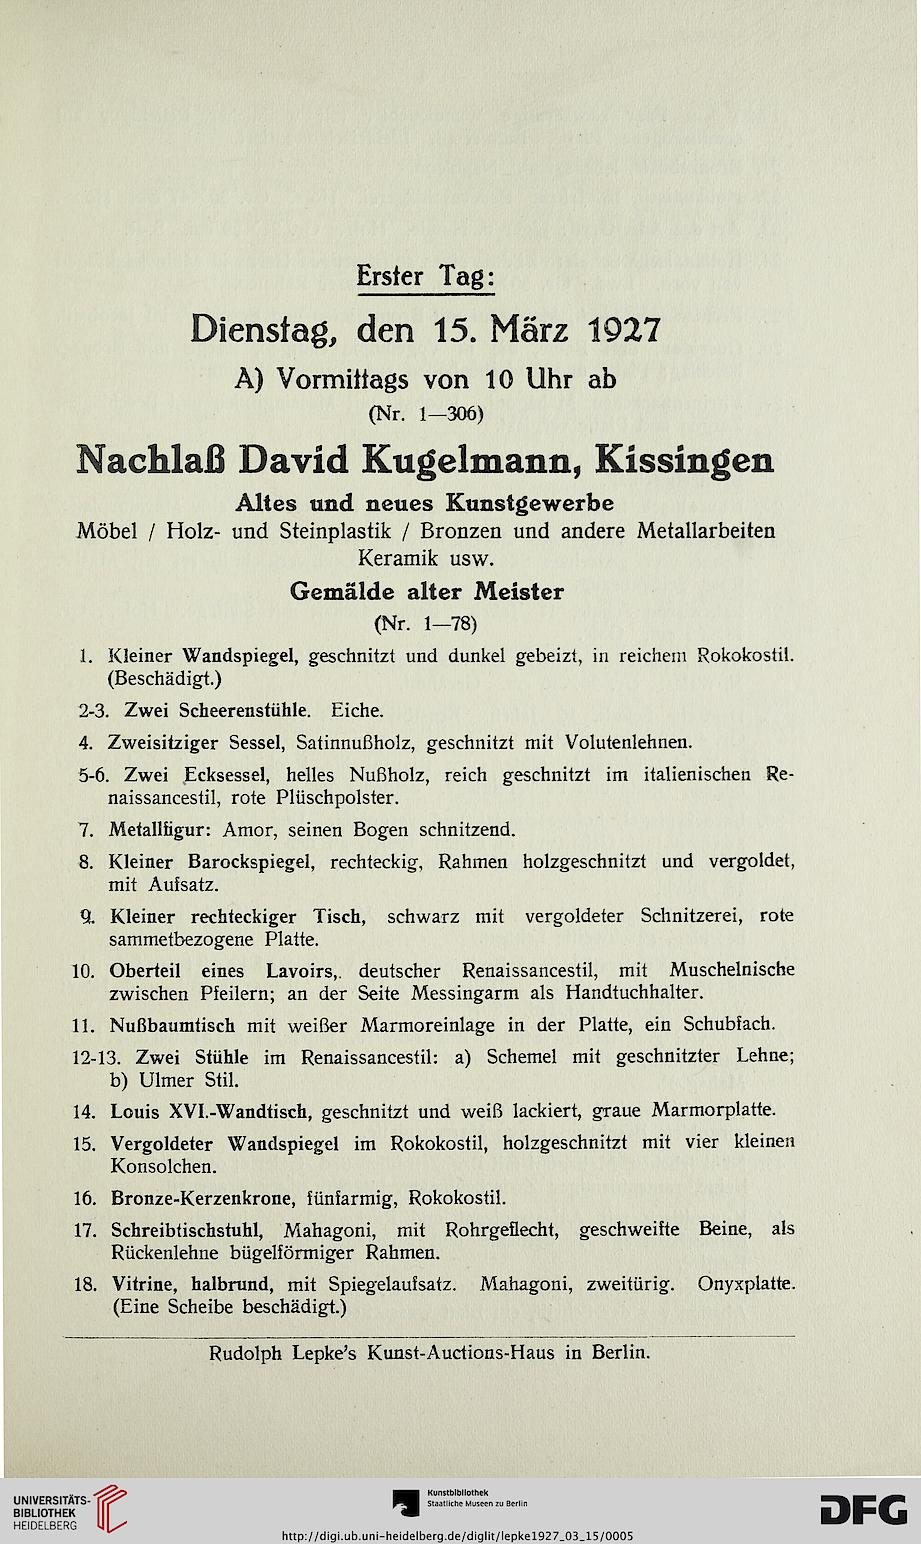 Erster Tag:
Dienstag, den 15. März 1927
A) Vormittags von 10 Uhr ab
(Nr. 1—306)
Nachlaß David Kugelmann, Kissingen
Altes und neues Kunstgewerbe
Möbel / Holz- und Steinplastik / Bronzen und andere Metallarbeiten
Keramik usw.
Gemälde alter Meister
(Nr. 1—78)
1. Kleiner Wandspiegel, geschnitzt und dunkel gebeizt, in reichem Rokokostil.
(Beschädigt.)
2-3. Zwei Scheerenstühle. Eiche.
4. Zweisitziger Sessel, Satinnußholz, geschnitzt mit Volutenlehnen.
5-6. Zwei Ecksessel, helles Nußholz, reich geschnitzt im italienischen Re-
naissancestil, rote Plüschpolster.
7. Metallfigur: Amor, seinen Bogen schnitzend.
8. Kleiner Barockspiegel, rechteckig, Rahmen holzgeschnitzt und vergoldet,
mit Aufsatz.
9. Kleiner rechteckiger Tisch, schwarz mit vergoldeter Schnitzerei, rote
sammetbezogene Platte.
10. Oberteil eines Lavoirs,. deutscher Renaissancestil, mit Muschelnische
zwischen Pfeilern; an der Seite Messingarm als Handtuchhalter.
11. Nußbaumtisch mit weißer Marmoreinlage in der Platte, ein Schubfach.
12-13. Zwei Stühle im Renaissancestil: a) Schemel mit geschnitzter Lehne;
b) Ulmer Stil.
14. Louis XVI.-Wandtisch, geschnitzt und weiß lackiert, graue Marmorplatte.
15. Vergoldeter Wandspiegel im Rokokostil, holzgeschnitzt mit vier kleinen
Konsolchen.
16. Bronze-Kerzenkrone, fünfarmig, Rokokostil.
17. Schreibtischstuhl, Mahagoni, mit Rohrgeflecht, geschweifte Beine, als
Rückenlehne bügelförmiger Rahmen.
18. Vitrine, halbrund, mit Spiegelaufsatz. Mahagoni, zweitürig. Onyxplatte.
(Eine Scheibe beschädigt.)
Rudolph Lepke's Kunst-Auctions-Haus in Berlin.
UNIVERSITÄTS-
BIBLIOTHEK
HEIDELBERG
Kunstbibliothek
Staatliche Museen zu Berlin
DFG
http://digi.ub.uni-heidelberg.de/diglit/lepke1927_03_15/0005